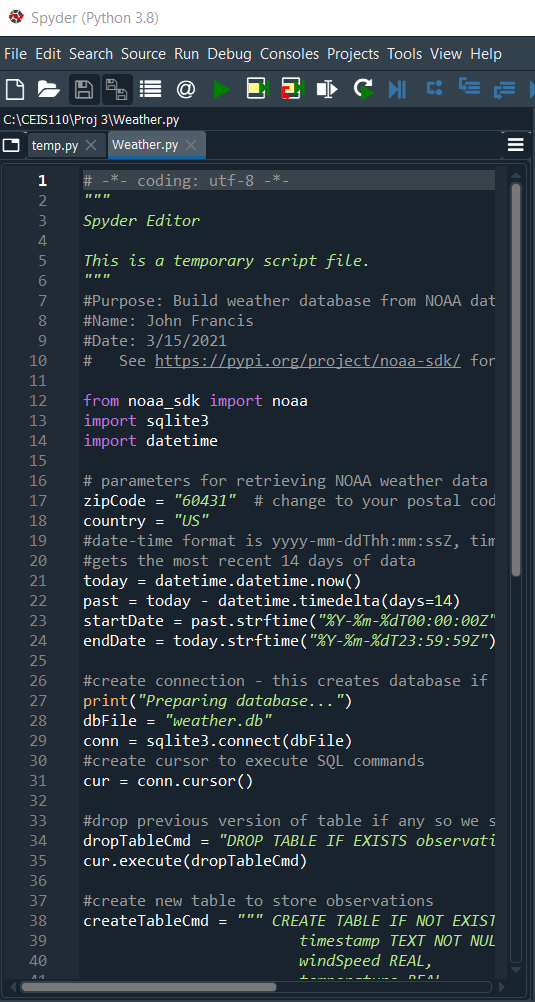 Spyder (Python 3.8)
File Edit Search Source Run Debug Consoles Projects Tools View Help
C:\CEIS110\Proj 3\Weather.py
temp.py Weather.py
1 # -*- coding: utf-8 -*-
2 """
3 Spyder Editor
4
5 This is a temporary script file.
6 """
7 #Purpose: Build weather database from NOAA dat
8 #Name: John Francis
9 #Date: 3/15/2021
10 #   See https://pypi.org/project/noaa-sdk/ for
11
12 from noaa_sdk import noaa
13 import sqlite3
14 import datetime
15
16 # parameters for retrieving NOAA weather data
17 zipCode = "60431"  # change to your postal cod
18 country = "US"
19 #date-time format is yyyy-mm-ddThh:mm:ssZ, tim
20 #gets the most recent 14 days of data
21 today = datetime.datetime.now()
22 past = today - datetime.timedelta(days=14)
23 startDate = past.strftime("%Y-%m-%dT00:00:00Z"
24 endDate = today.strftime("%Y-%m-%dT23:59:59Z")
25
26 #create connection - this creates database if
27 print("Preparing database...")
28 dbFile = "weather.db"
29 conn = sqlite3.connect(dbFile)
30 #create cursor to execute SQL commands
31 cur = conn.cursor()
32
33 #drop previous version of table if any so we s
34 dropTableCmd = "DROP TABLE IF EXISTS observati
35 cur.execute(dropTableCmd)
36
37 #create new table to store observations
38 createTableCmd = """ CREATE TABLE IF NOT EXIST
39                         timestamp TEXT NOT NUL
40                         windSpeed REAL,
41                         temperature REAL